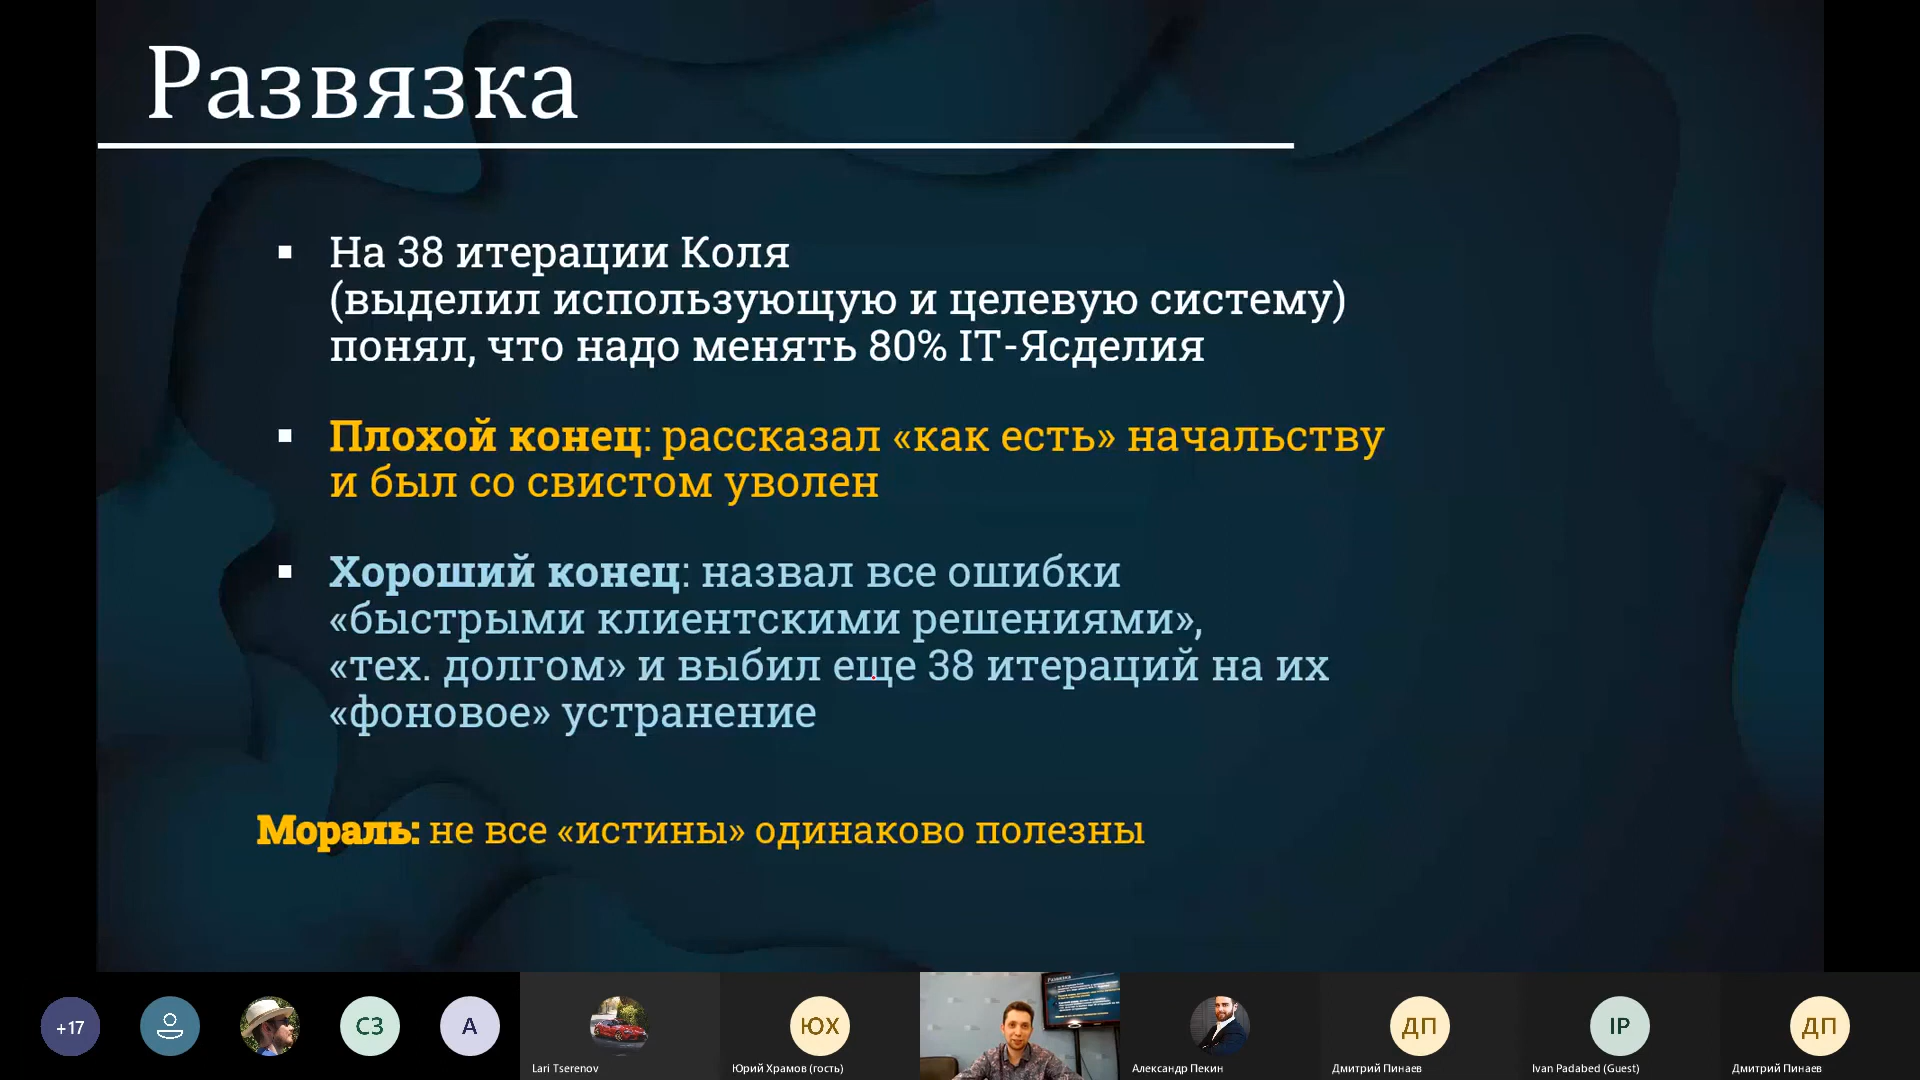 Развязка
На 38 итерации Коля
(выделил использующую и целевую систему)
понял, что надо менять 80% IT-Ясделия
Плохой конец: рассказал «как есть» начальству
и был со свистом уволен
Хороший конец: назвал все ошибки
«быстрыми клиентскими решениями»,
«тех. долгом» и выбил еще 38 итераций на их
«фоновое» устранение
Мораль: не все «истины» одинаково полезны
+17
СЗ
А
ЮХ
ДП
IP
ДП
Lari Tserenov
Юрий Храмов (гость)
Александр Пекин
Дмитрий Пинаев
Ivan Padabed (Guest)
Дмитрий Пинаев